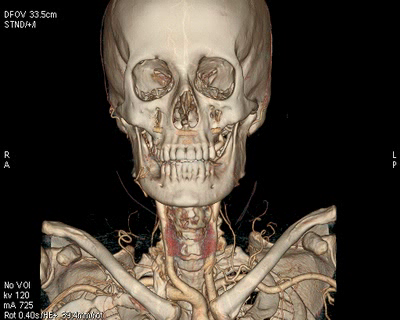 DFOV 33.5cm
STND/+/
R
A
L
P
No VOI
kv 120
mA 725
Rot 0.40s/HE+ 39.4mm/rot